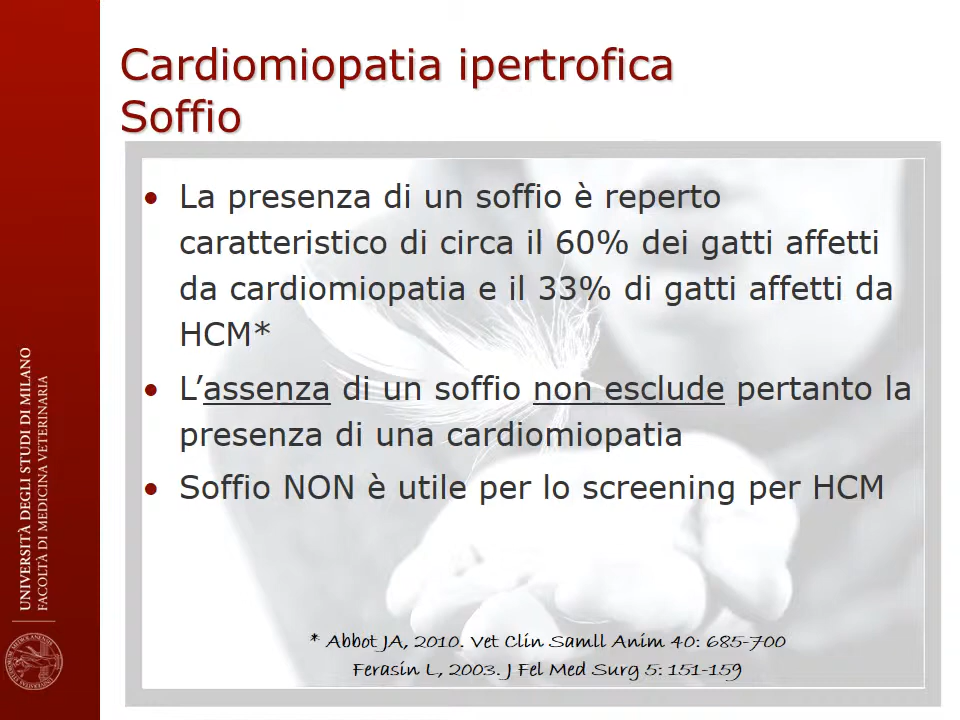 Cardiomiopatia ipertrofica
Soffio
• La presenza di un soffio è reperto
caratteristico di circa il 60% dei gatti affetti
da cardiomiopatia e il 33% di gatti affetti da
HCM*
• L’assenza di un soffio non esclude pertanto la
presenza di una cardiomiopatia
• Soffio NON è utile per lo screening per HCM
* Abbot JA, 2010. Vet Clin Samll Anim 40: 685-700
Ferasin L, 2003. J Fel Med Surg 5: 151-159
UNIVERSITÀ DEGLI STUDI DI MILANO
FACOLTÀ DI MEDICINA VETERINARIA